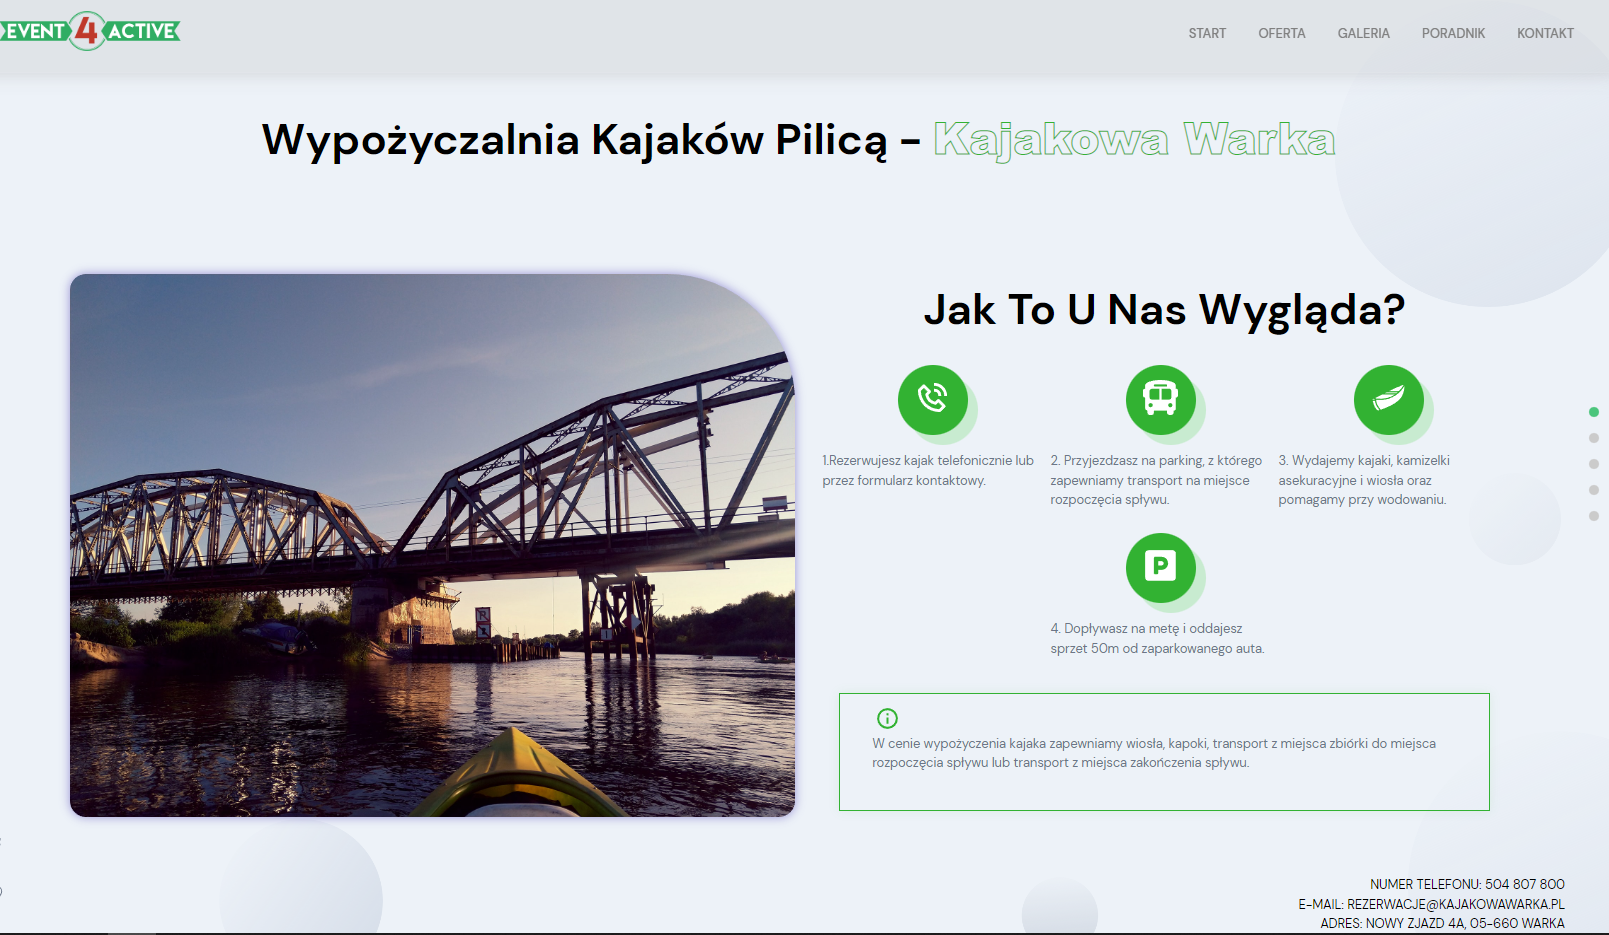 EVENT 4 ACTIVE
START OFERTA GALERIA PORADNIK KONTAKT
Wypożyczalnia Kajaków Pilicą - Kajakowa Warka
Jak To U Nas Wygląda?
1.Rezerwujesz kajak telefonicznie lub
przez formularz kontaktowy.
2. Przyjezdzasz na parking, z którego
zapewniamy transport na miejsce
rozpoczęcia spływu.
3. Wydajemy kajaki, kamizelki
asekuracyjne i wiosła oraz
pomagamy przy wodowaniu.
P
4. Dopływasz na metę i oddajesz
sprzet 50m od zaparkowanego auta.
W cenie wypożyczenia kajaka zapewniamy wiosła, kapoki, transport z miejsca zbiórki do miejsca
rozpoczęcia spływu lub transport z miejsca zakończenia spływu.
NUMER TELEFONU: 504 807 800
E-MAIL: REZERWACJE@KAJAKOWAWARKA.PL
ADRES: NOWY ZJAZD 4A, 05-660 WARKA